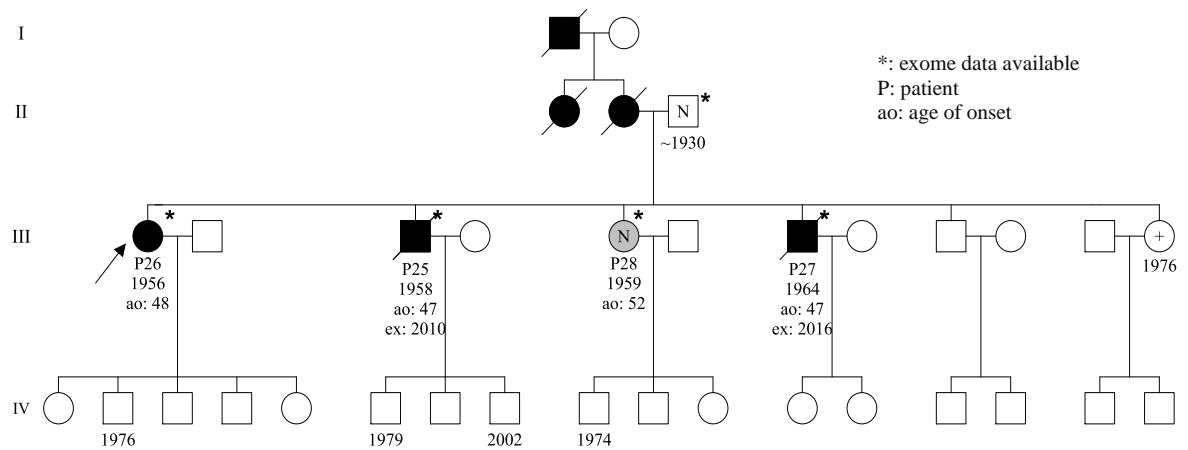 I
*: exome data available
P: patient
ao: age of onset
II
N *
~1930
III
* * N * * +
P26 P25 P28 P27 1976
1956 1958 1959 1964
ao: 48 ao: 47 ao: 52 ao: 47
ex: 2010 ex: 2016
IV
1976 1979 2002 1974